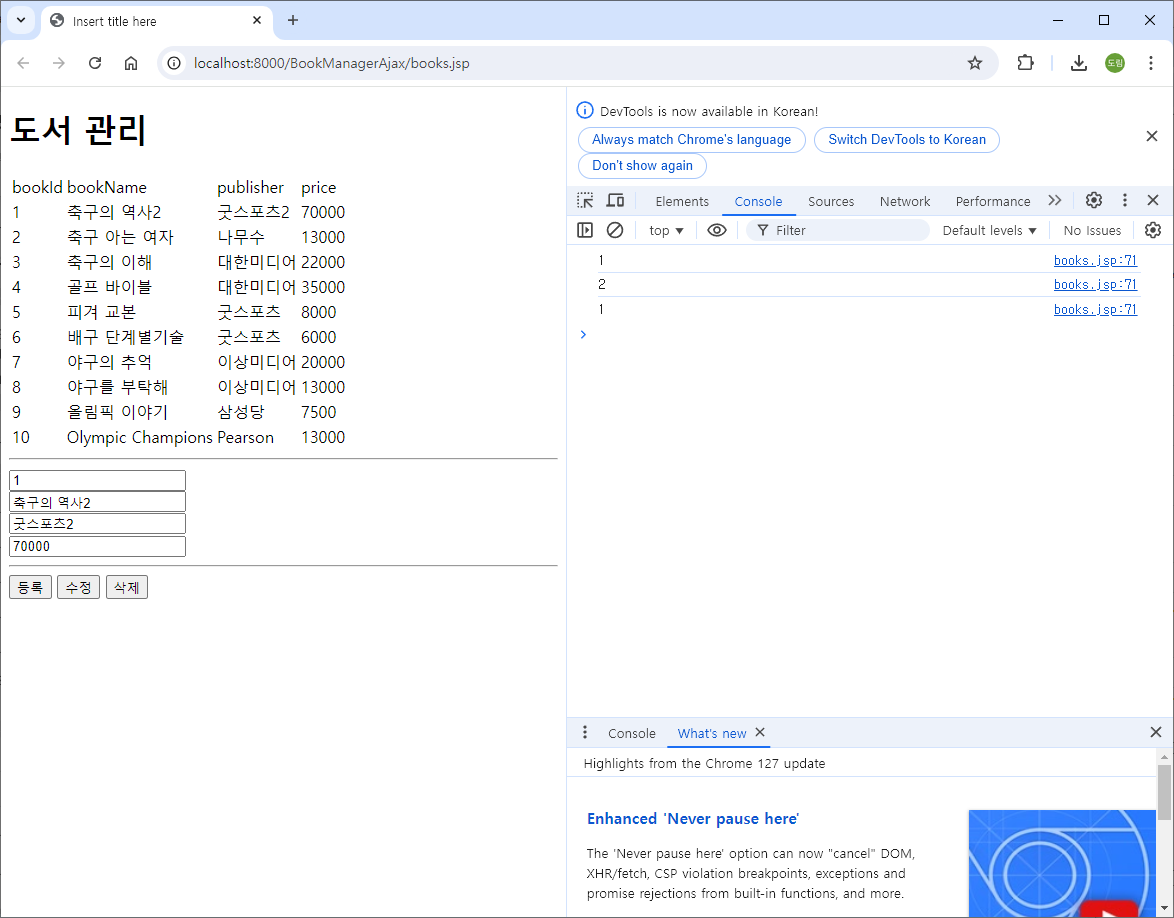 Insert title here
localhost:8000/BookManagerAjax/books.jsp
도림
도서 관리
bookId bookName publisher price
1 축구의 역사2 굿스포츠2 70000
2 축구 아는 여자 나무수 13000
3 축구의 이해 대한미디어 22000
4 골프 바이블 대한미디어 35000
5 피겨 교본 굿스포츠 8000
6 배구 단계별기술 굿스포츠 6000
7 야구의 추억 이상미디어 20000
8 야구를 부탁해 이상미디어 13000
9 올림픽 이야기 삼성당 7500
10 Olympic Champions Pearson 13000
1
축구의 역사2
굿스포츠2
70000
등록 수정 삭제
DevTools is now available in Korean!
Always match Chrome's language Switch DevTools to Korean
Don't show again
Elements Console Sources Network Performance
top Filter Default levels No Issues
1 books.jsp:71
2 books.jsp:71
1 books.jsp:71
Console What's new
Highlights from the Chrome 127 update
Enhanced 'Never pause here'
The 'Never pause here' option can now "cancel" DOM,
XHR/fetch, CSP violation breakpoints, exceptions and
promise rejections from built-in functions, and more.